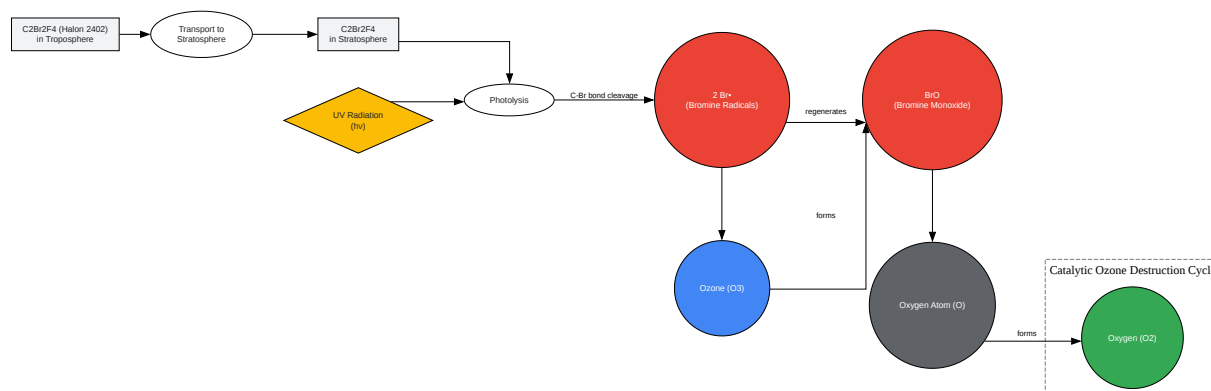 C2Br2F4 (Halon 2402)
in Troposphere
Transport to
Stratosphere
C2Br2F4
in Stratosphere
UV Radiation
(hν)
Photolysis
C-Br bond cleavage
2 Br•
(Bromine Radicals)
regenerates
BrO
(Bromine Monoxide)
forms
Ozone (O3)
Oxygen Atom (O)
forms
Catalytic Ozone Destruction Cycl
Oxygen (O2)